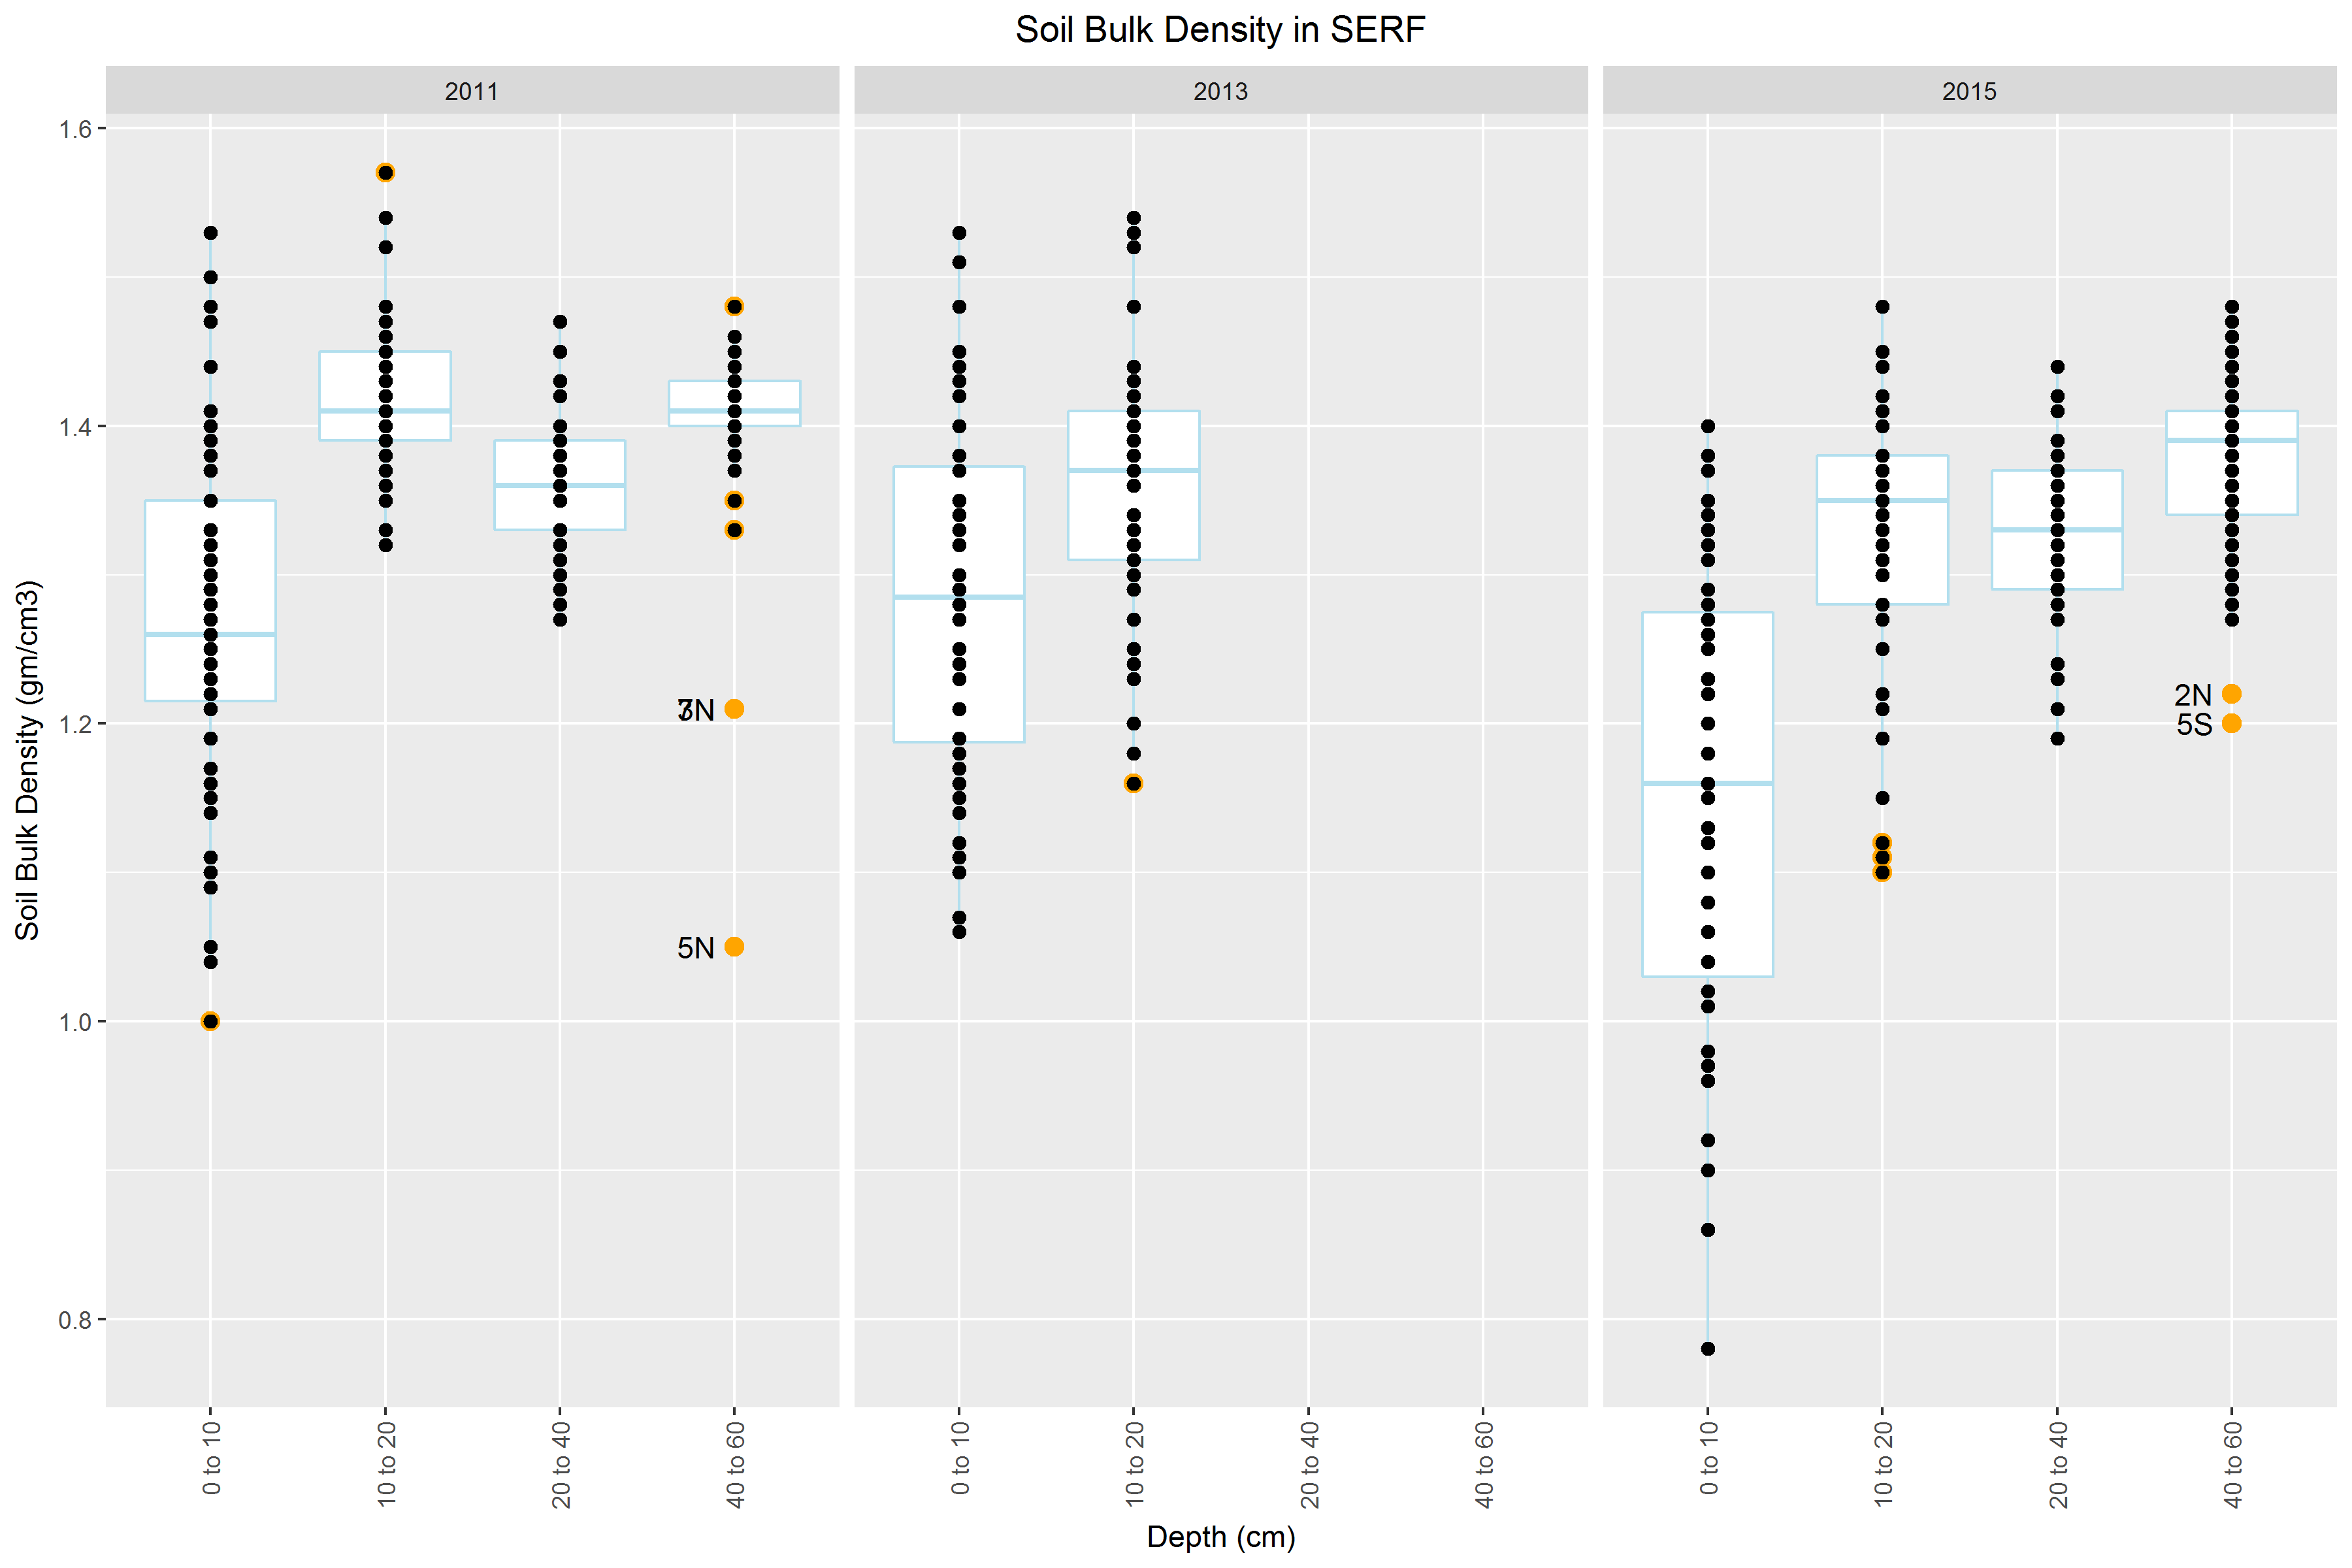 Soil Bulk Density in SERF
2011
2013
2015
Soil Bulk Density (gm/cm3)
1.6
1.4
1.2
1.0
0.8
5N
2N
5S
0 to 10
10 to 20
20 to 40
40 to 60
0 to 10
10 to 20
20 to 40
40 to 60
0 to 10
10 to 20
20 to 40
40 to 60
Depth (cm)